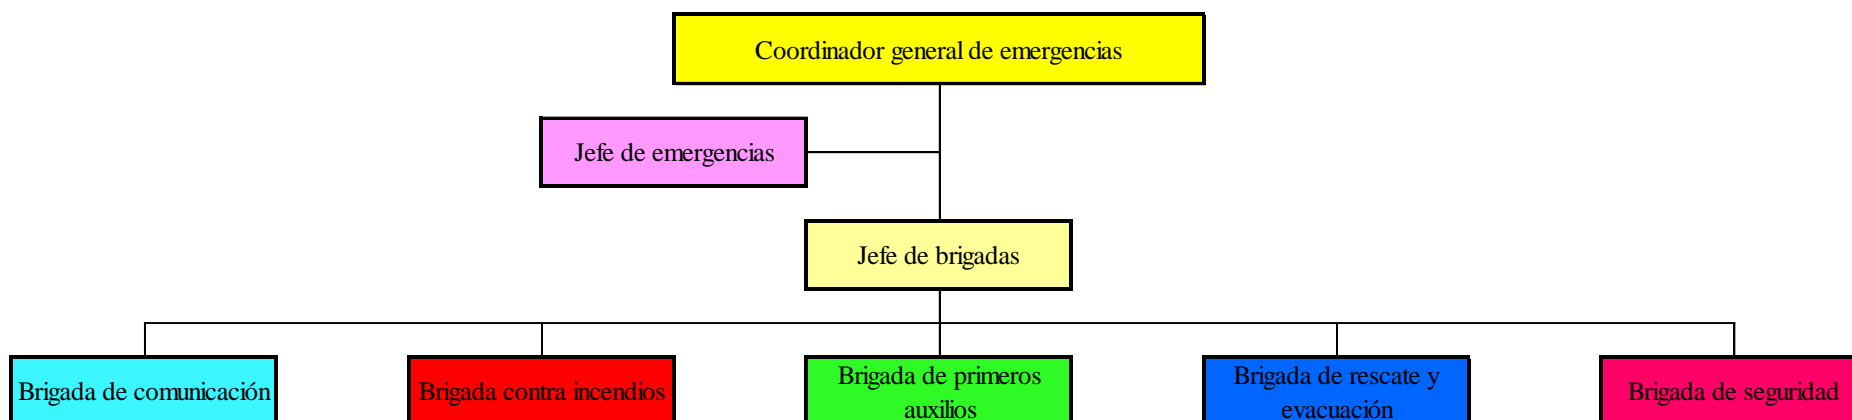 Coordinador general de emergencias
Jefe de emergencias
Jefe de brigadas
Brigada de comunicación
Brigada contra incendios
Brigada de primeros
auxilios
Brigada de rescate y
evacuación
Brigada de seguridad